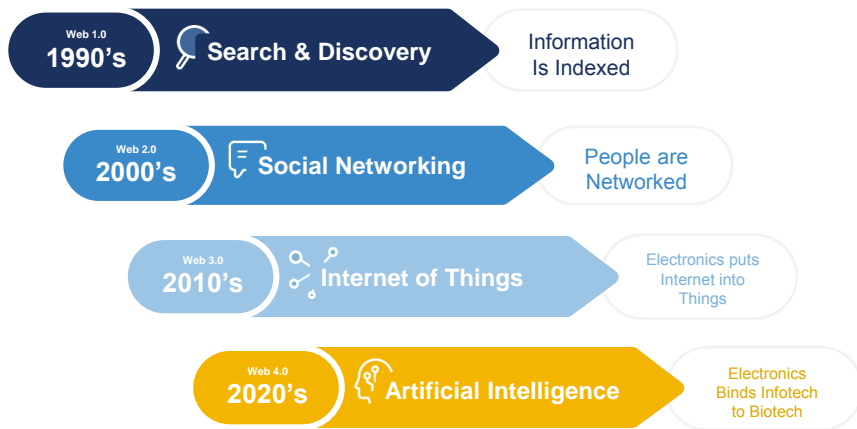 Web 1.0
1990's
Search & Discovery
Information
Is Indexed
Web 2.0
2000's
Social Networking
People are
Networked
Web 3.0
2010's
Internet of Things
Electronics puts
Internet into
Things
Web 4.0
2020's
Artificial Intelligence
Electronics
Binds Infotech
to Biotech